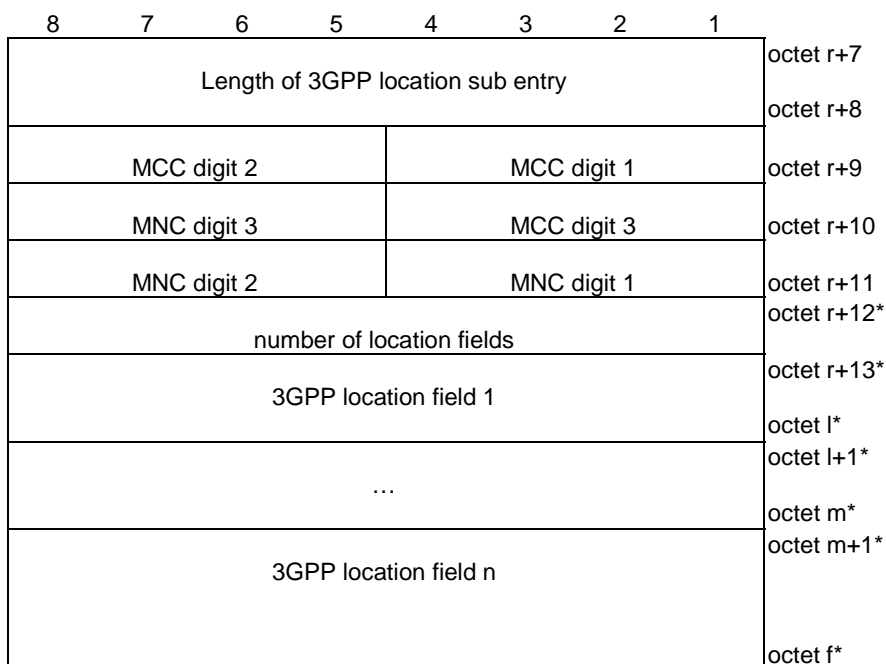 8 7 6 5 4 3 2 1
octet r+7
Length of 3GPP location sub entry
octet r+8
MCC digit 2 MCC digit 1 octet r+9
MNC digit 3 MCC digit 3 octet r+10
MNC digit 2 MNC digit 1 octet r+11
octet r+12*
number of location fields
octet r+13*
3GPP location field 1
octet l*
octet l+1*
…
octet m*
octet m+1*
3GPP location field n
octet f*